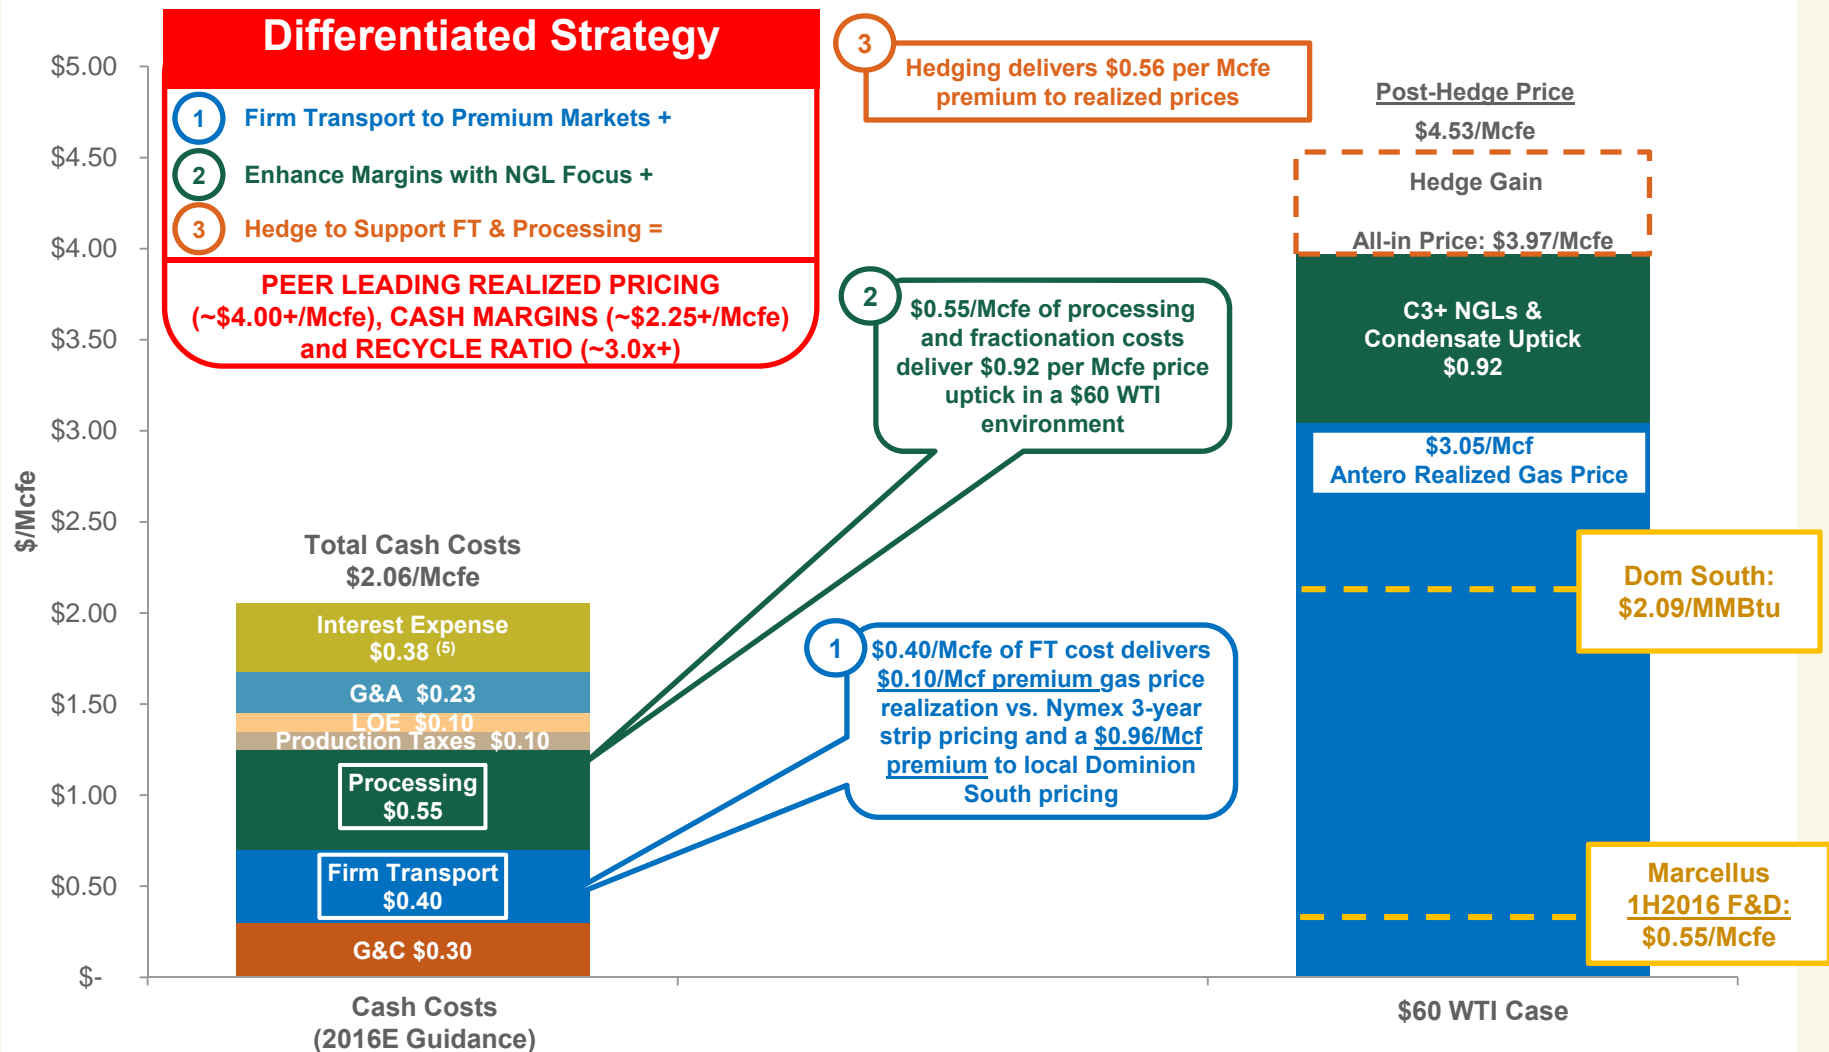 Differentiated Strategy
1 Firm Transport to Premium Markets +
2 Enhance Margins with NGL Focus +
3 Hedge to Support FT & Processing =
PEER LEADING REALIZED PRICING
(~$4.00+/Mcfe), CASH MARGINS (~$2.25+/Mcfe)
and RECYCLE RATIO (~3.0x+)
3
Hedging delivers $0.56 per Mcfe
premium to realized prices
2
$0.55/Mcfe of processing
and fractionation costs
deliver $0.92 per Mcfe price
uptick in a $60 WTI
environment
1
$0.40/Mcfe of FT cost delivers
$0.10/Mcf premium gas price
realization vs. Nymex 3-year
strip pricing and a $0.96/Mcf
premium to local Dominion
South pricing
$/Mcfe
$5.00
$4.50
$4.00
$3.50
$3.00
$2.50
$2.00
$1.50
$1.00
$0.50
$-
Total Cash Costs
$2.06/Mcfe
Interest Expense
$0.38 (5)
G&A $0.23
LOE $0.10
Production Taxes $0.10
Processing
$0.55
Firm Transport
$0.40
G&C $0.30
Cash Costs
(2016E Guidance)
Post-Hedge Price
$4.53/Mcfe
Hedge Gain
All-in Price: $3.97/Mcfe
C3+ NGLs &
Condensate Uptick
$0.92
$3.05/Mcf
Antero Realized Gas Price
Dom South:
$2.09/MMBtu
Marcellus
1H2016 F&D:
$0.55/Mcfe
$60 WTI Case